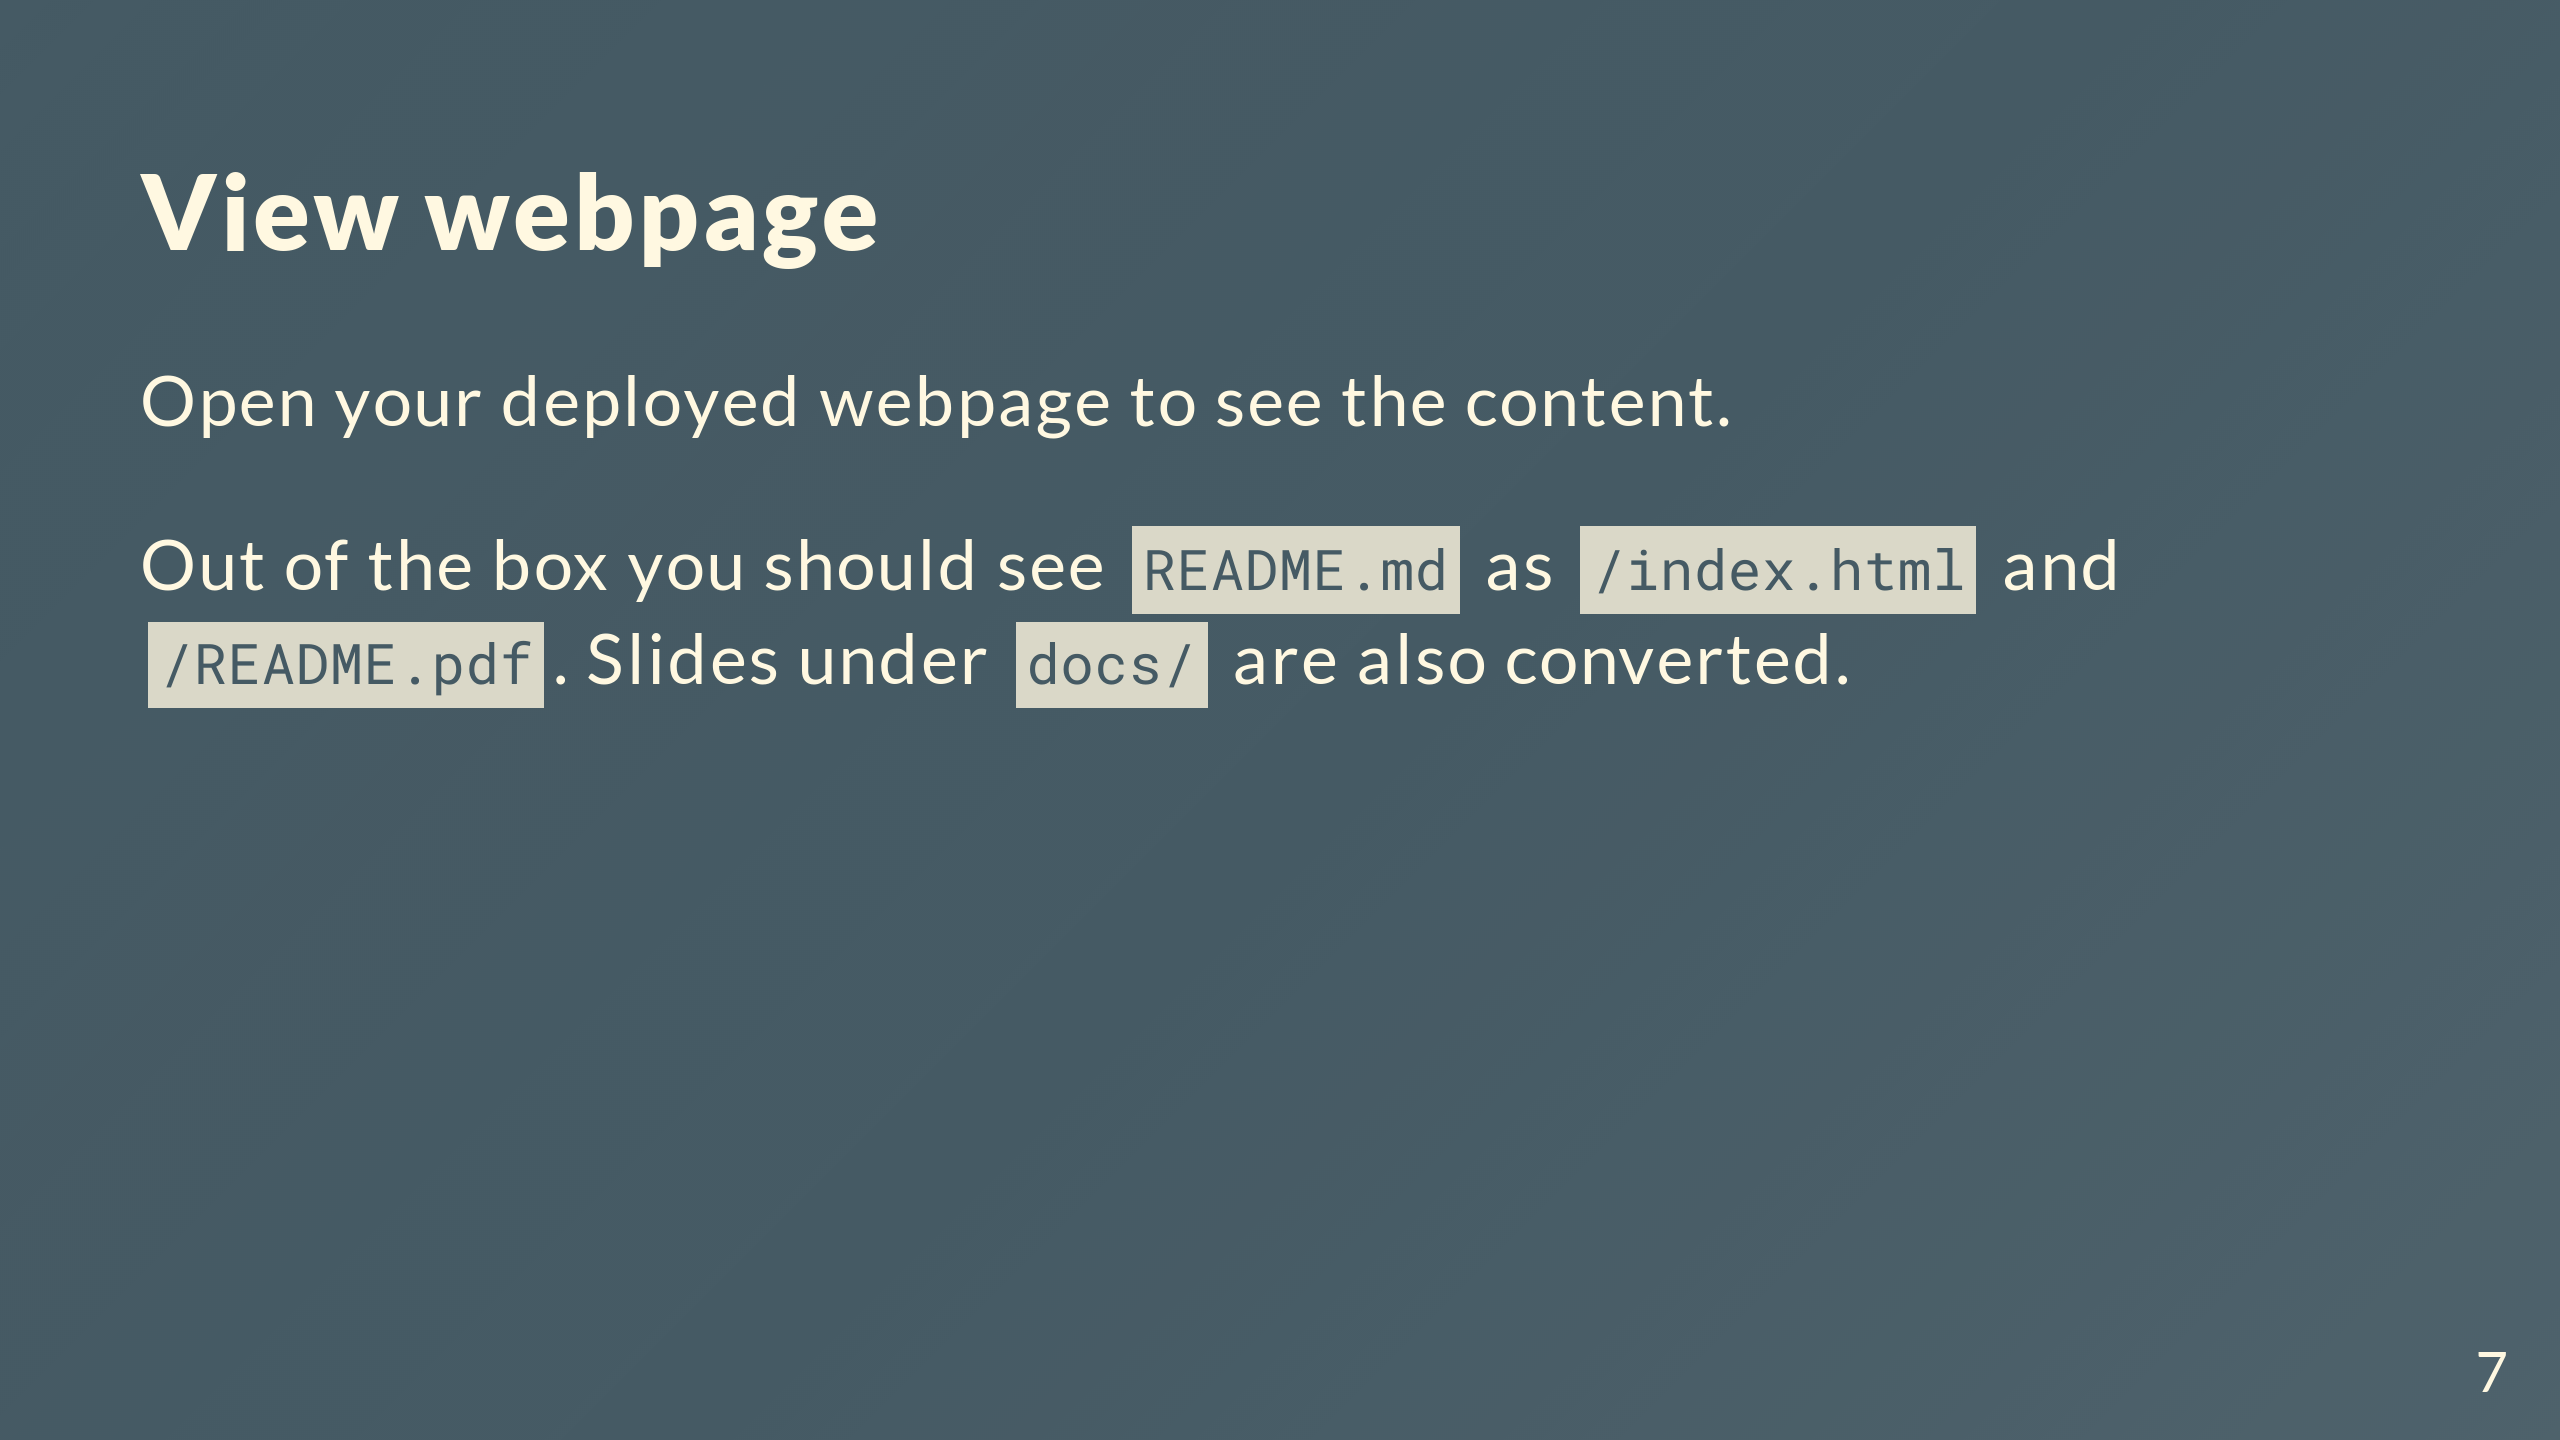 View webpage
Open your deployed webpage to see the content.
Out of the box you should see README.md as /index.html and
/README.pdf. Slides under docs/ are also converted.
7